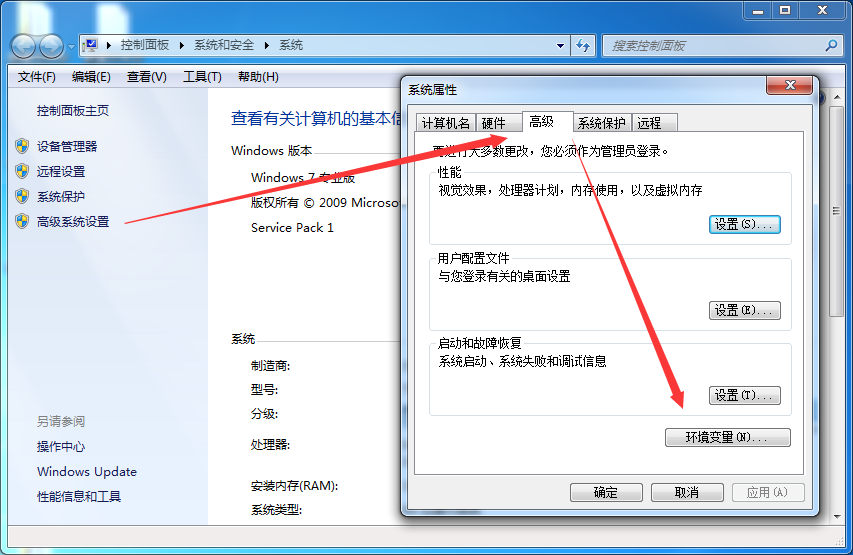 控制面板 系统和安全 系统
搜索控制面板
文件(F) 编辑(E) 查看(V) 工具(T) 帮助(H)
控制面板主页
设备管理器
远程设置
系统保护
高级系统设置
另请参阅
操作中心
Windows Update
性能信息和工具
查看有关计算机的基本信
Windows 版本
Windows 7 专业版
版权所有 © 2009 Microso
Service Pack 1
系统
制造商:
型号:
分级:
处理器:
安装内存(RAM):
系统类型:
系统属性
计算机名 硬件 高级 系统保护 远程
要进行大多数更改，您必须作为管理员登录。
性能
视觉效果，处理器计划，内存使用，以及虚拟内存
设置(S)...
用户配置文件
与您登录有关的桌面设置
设置(E)...
启动和故障恢复
系统启动、系统失败和调试信息
设置(T)...
环境变量(N)...
确定 取消 应用(A)